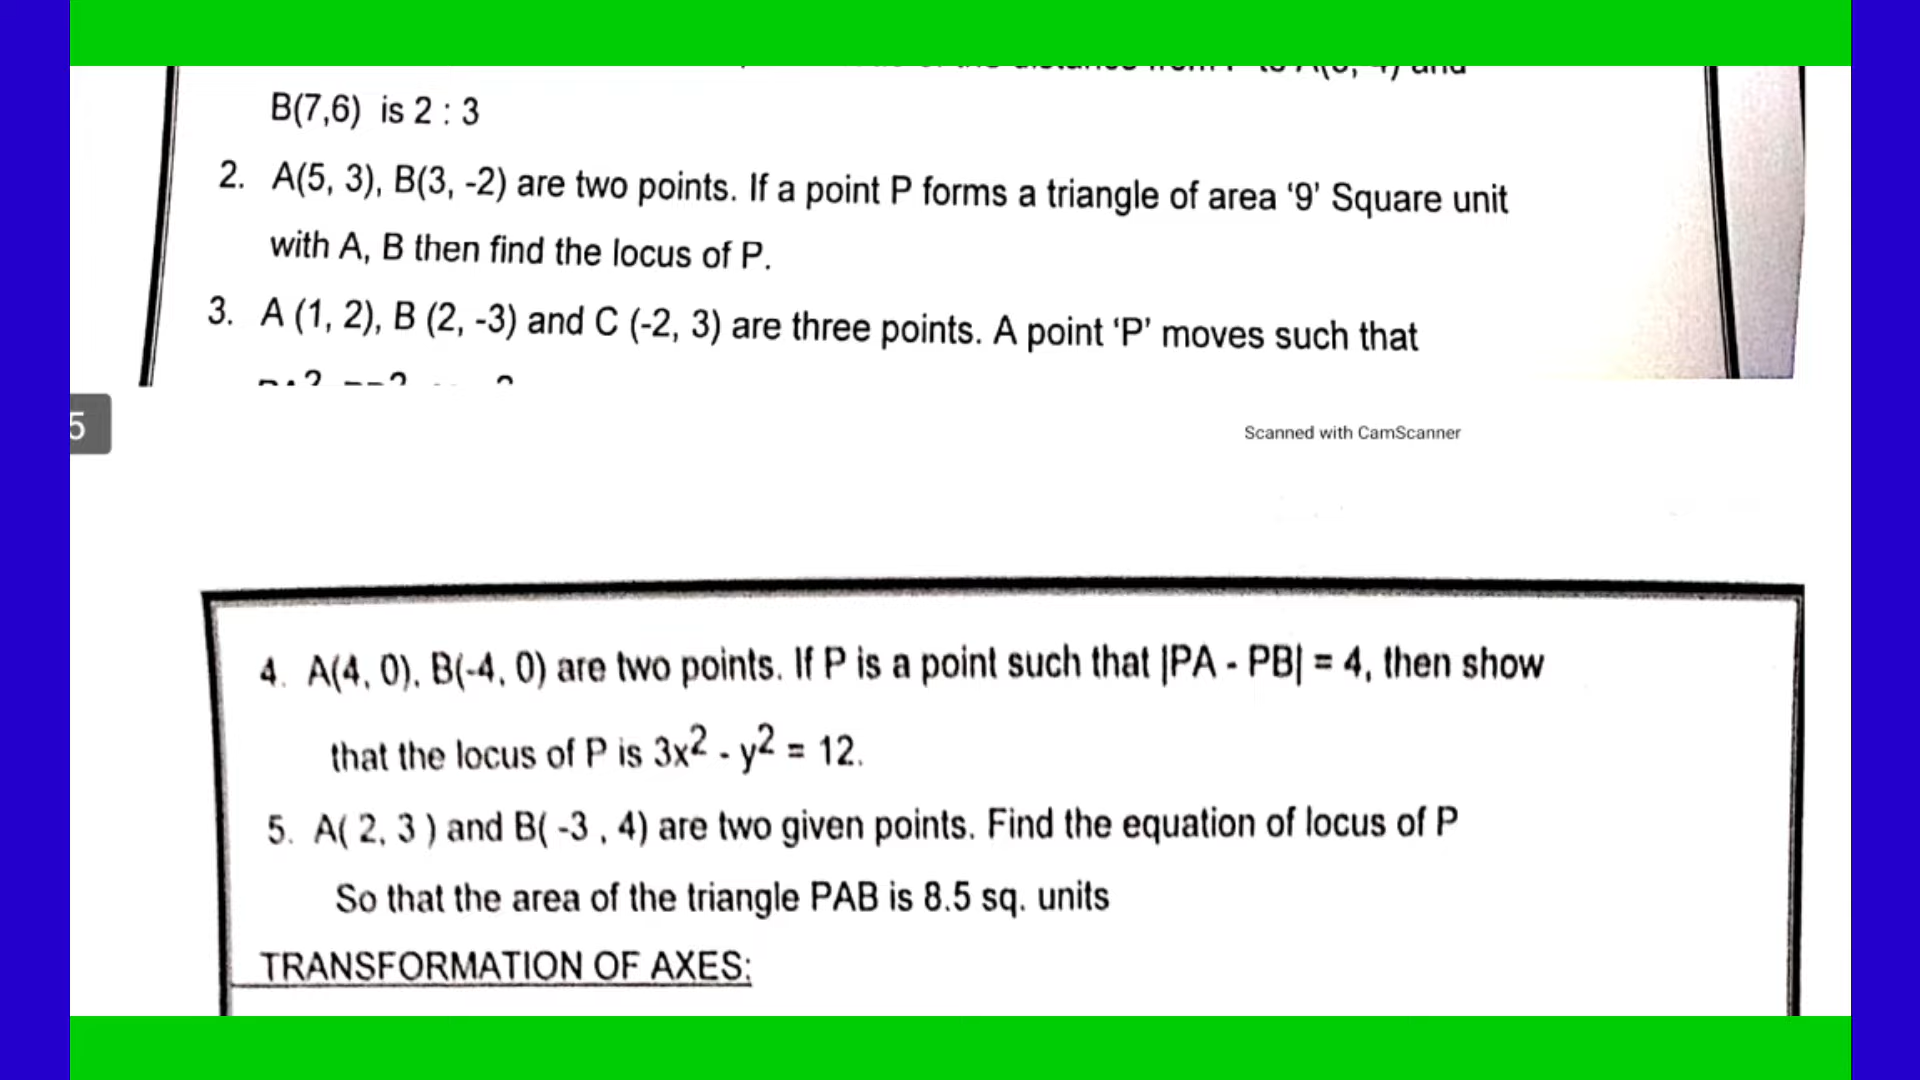 B(7,6) is 2 : 3
2. A(5, 3), B(3, -2) are two points. If a point P forms a triangle of area ‘9’ Square unit
with A, B then find the locus of P.
3. A (1, 2), B (2, -3) and C (-2, 3) are three points. A point ‘P’ moves such that
5
Scanned with CamScanner
4. A(4, 0), B(-4, 0) are two points. If P is a point such that |PA - PB| = 4, then show
that the locus of P is 3x² - y² = 12.
5. A( 2, 3 ) and B( -3 , 4) are two given points. Find the equation of locus of P
So that the area of the triangle PAB is 8.5 sq. units
TRANSFORMATION OF AXES: